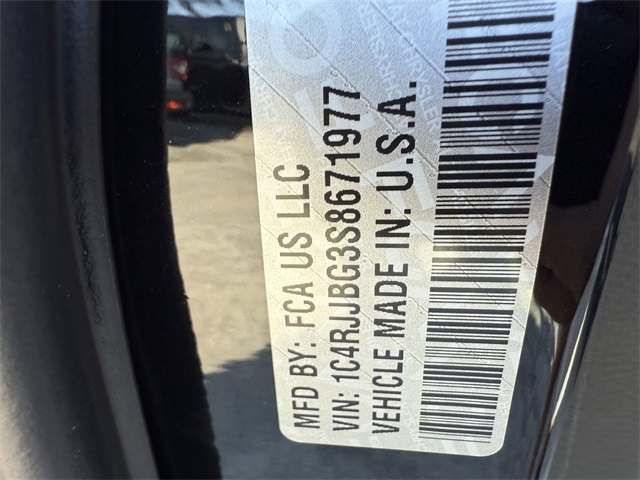 MFD BY: FCA US LLC
VIN: 1C4RJJBG3S8671977
VEHICLE MADE IN: U.S.A.